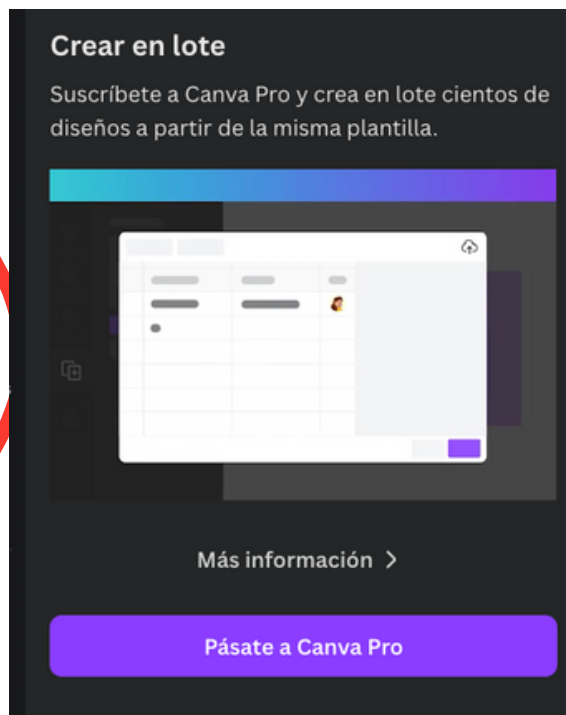 Crear en lote
Suscríbete a Canva Pro y crea en lote cientos de
diseños a partir de la misma plantilla.
Más información
Pásate a Canva Pro